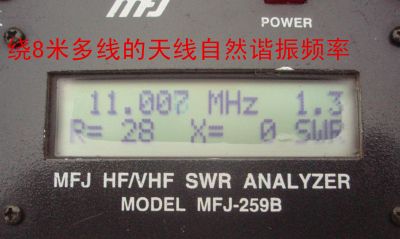 MFJ
POWER
绕8米多线的天线自然谐振频率
11.007 MHz 1.3
R= 28 X= 0 SWR
MFJ HF/VHF SWR ANALYZER
MODEL MFJ-259B